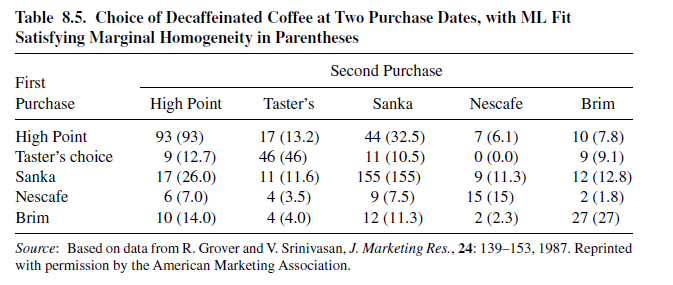 Table 8.5. Choice of Decaffeinated Coffee at Two Purchase Dates, with ML Fit
Satisfying Marginal Homogeneity in Parentheses
Second Purchase
First
Purchase High Point Taster's Sanka Nescafe Brim
High Point 93 (93) 17 (13.2) 44 (32.5) 7 (6.1) 10 (7.8)
Taster's choice 9 (12.7) 46 (46) 11 (10.5) 0 (0.0) 9 (9.1)
Sanka 17 (26.0) 11 (11.6) 155 (155) 9 (11.3) 12 (12.8)
Nescafe 6 (7.0) 4 (3.5) 9 (7.5) 15 (15) 2 (1.8)
Brim 10 (14.0) 4 (4.0) 12 (11.3) 2 (2.3) 27 (27)
Source: Based on data from R. Grover and V. Srinivasan, J. Marketing Res., 24: 139–153, 1987. Reprinted
with permission by the American Marketing Association.